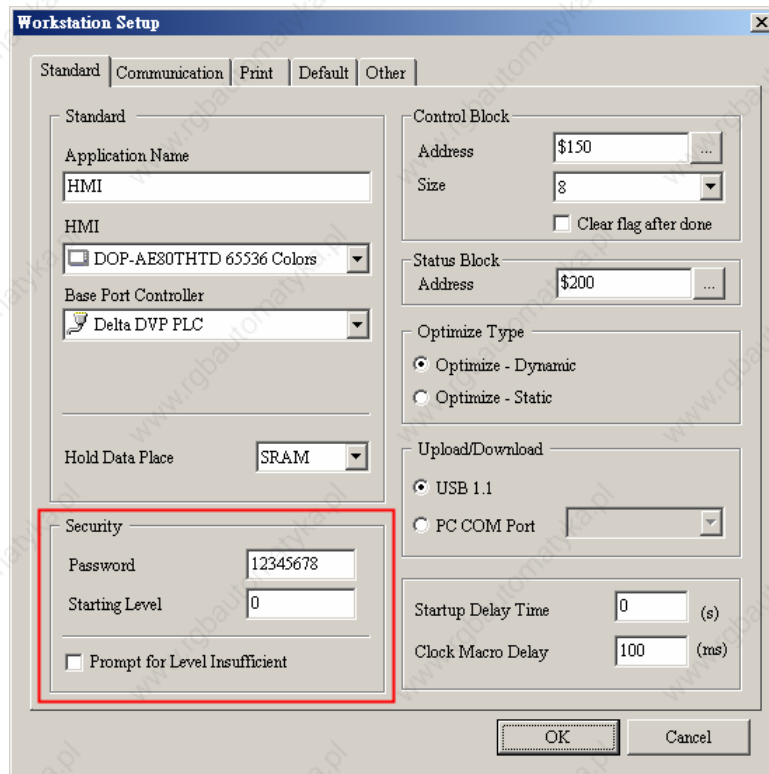 Workstation Setup
Standard Communication Print Default Other
Standard
Application Name
HMI
HMI
DOP-AE80THTD 65536 Colors
Base Port Controller
Delta DVP PLC
Hold Data Place SRAM
Security
Password 12345678
Starting Level 0
Prompt for Level Insufficient
Control Block
Address $150 ...
Size 8
Clear flag after done
Status Block
Address $200 ...
Optimize Type
Optimize - Dynamic
Optimize - Static
Upload/Download
USB 1.1
PC COM Port
Startup Delay Time 0 (s)
Clock Macro Delay 100 (ms)
OK Cancel
www.rgbautomatyka.pl